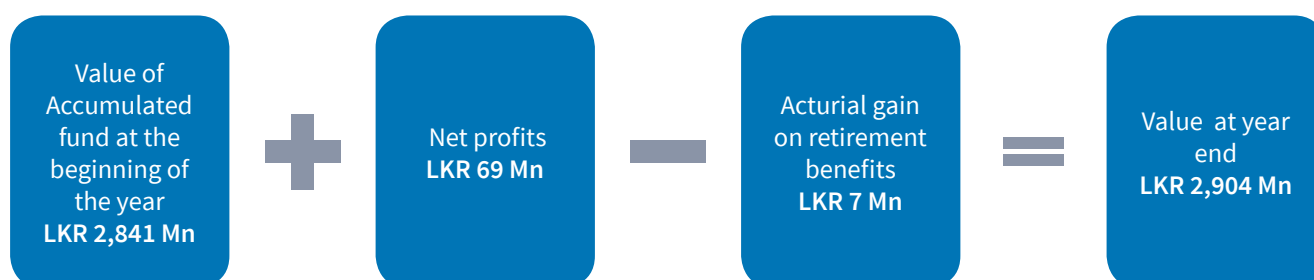 Value of
Accumulated
fund at the
beginning of
the year
LKR 2,841 Mn
Net profits
LKR 69 Mn
Acturial gain
on retirement
benefits
LKR 7 Mn
Value at year
end
LKR 2,904 Mn